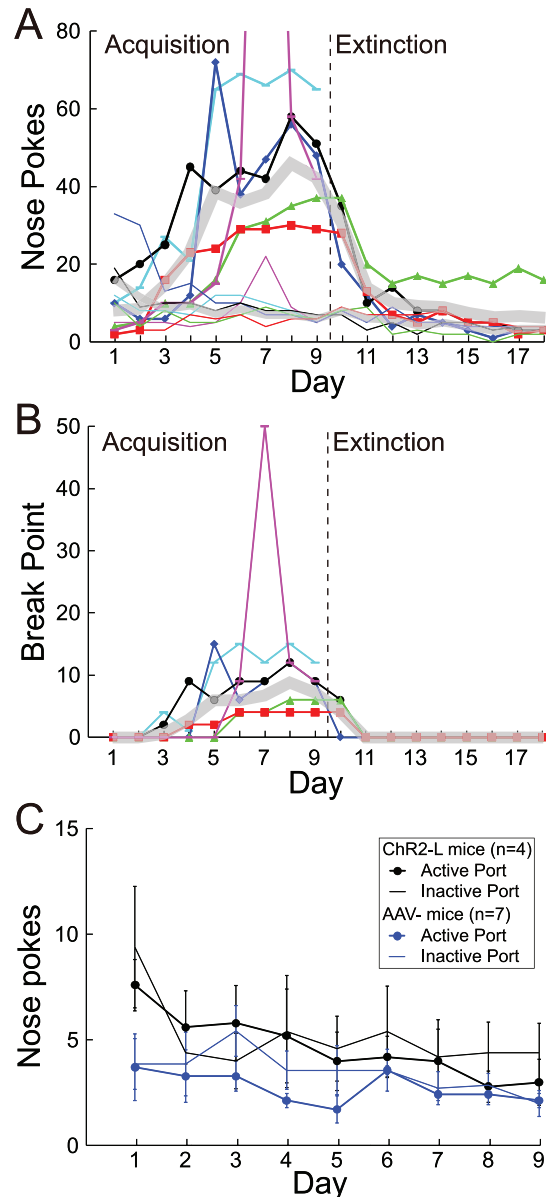 A
Acquisition Extinction
Nose Pokes
80
60
40
20
0
1 3 5 7 9 11 13 15 17
Day
B
Acquisition Extinction
Break Point
50
40
30
20
10
0
1 3 5 7 9 11 13 15 17
Day
C
Nose pokes
15
10
5
0
ChR2-L mice (n=4)
Active Port
Inactive Port
AAV- mice (n=7)
Active Port
Inactive Port
1 2 3 4 5 6 7 8 9
Day